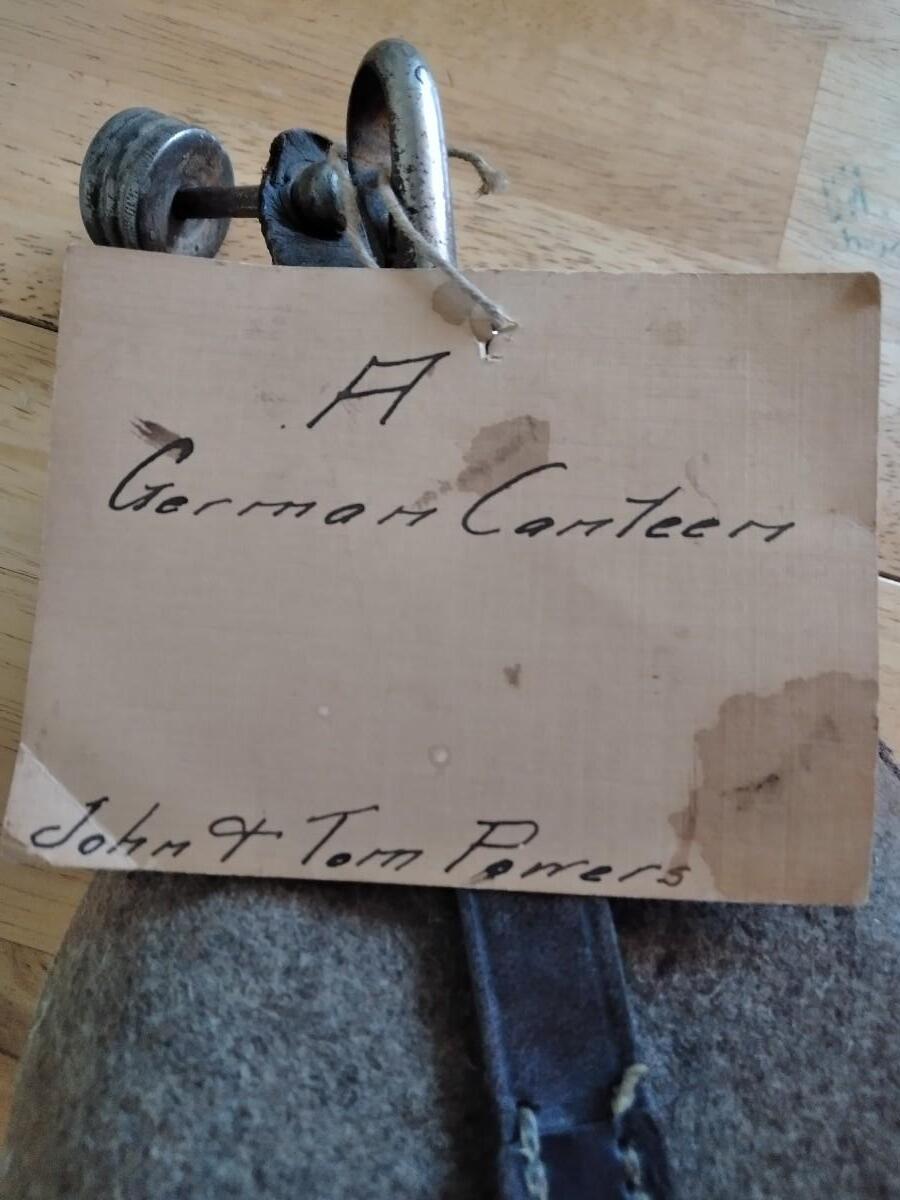 A
German Canteen
John & Tom Powers